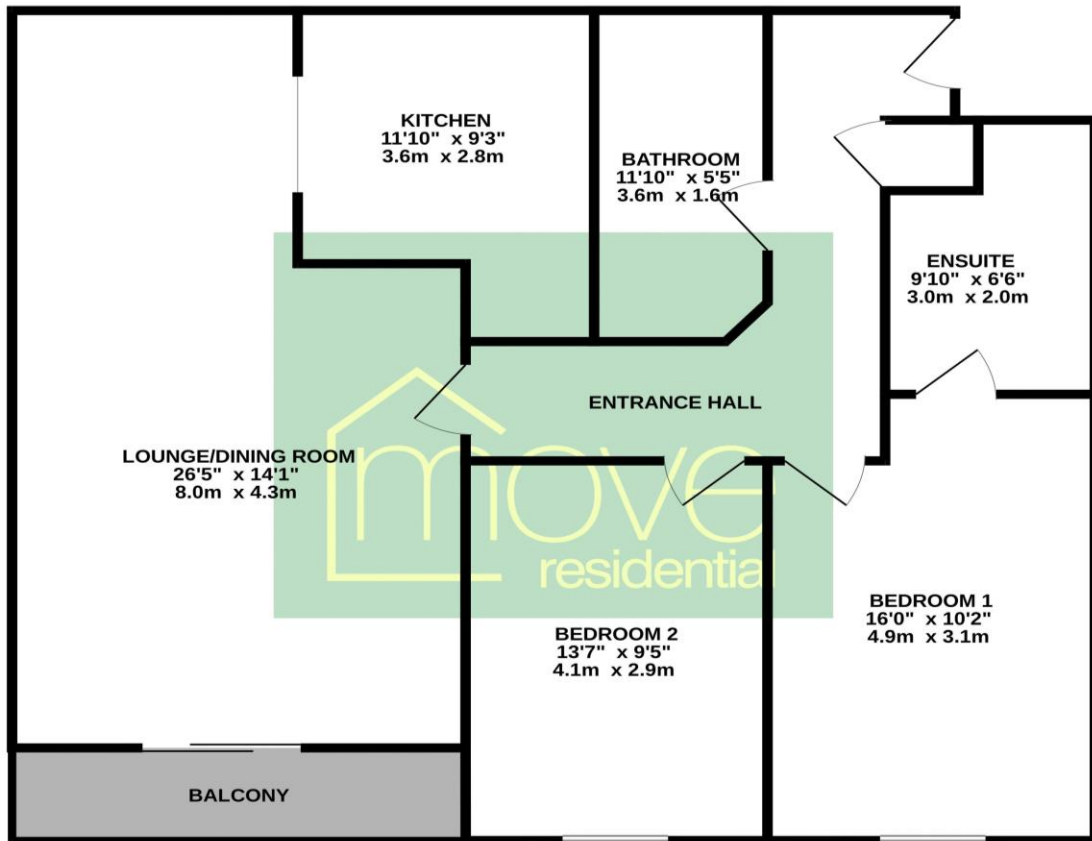 KITCHEN
11'10" x 9'3"
3.6m x 2.8m
BATHROOM
11'10" x 5'5"
3.6m x 1.6m
ENSUITE
9'10" x 6'6"
3.0m x 2.0m
ENTRANCE HALL
LOUNGE/DINING ROOM
26'5" x 14'1"
8.0m x 4.3m
move
residential
BEDROOM 1
16'0" x 10'2"
4.9m x 3.1m
BEDROOM 2
13'7" x 9'5"
4.1m x 2.9m
BALCONY